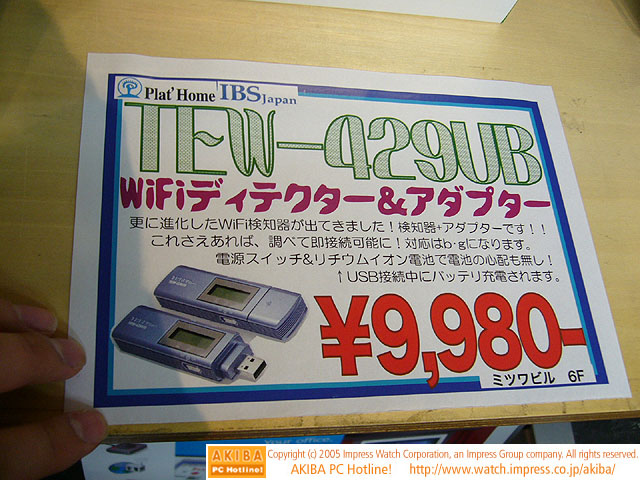 Plat'Home IBS Japan
TEW-429UB
WiFiディテクター&アダプター
更に進化したWiFi検知器が出てきました！検知器+アダプターです！！
これさえあれば、調べて即接続可能に！対応はb・gになります。
電源スイッチ&リチウムイオン電池で電池の心配も無し！
↑USB接続中にバッテリ充電されます。
¥9,980-
ミツワビル 6F
Your office.
AKIBA
PC Hotline!
Copyright (c) 2005 Impress Watch Corporation, an Impress Group company. All rights reserved.
AKIBA PC Hotline! http://www.watch.impress.co.jp/akiba/